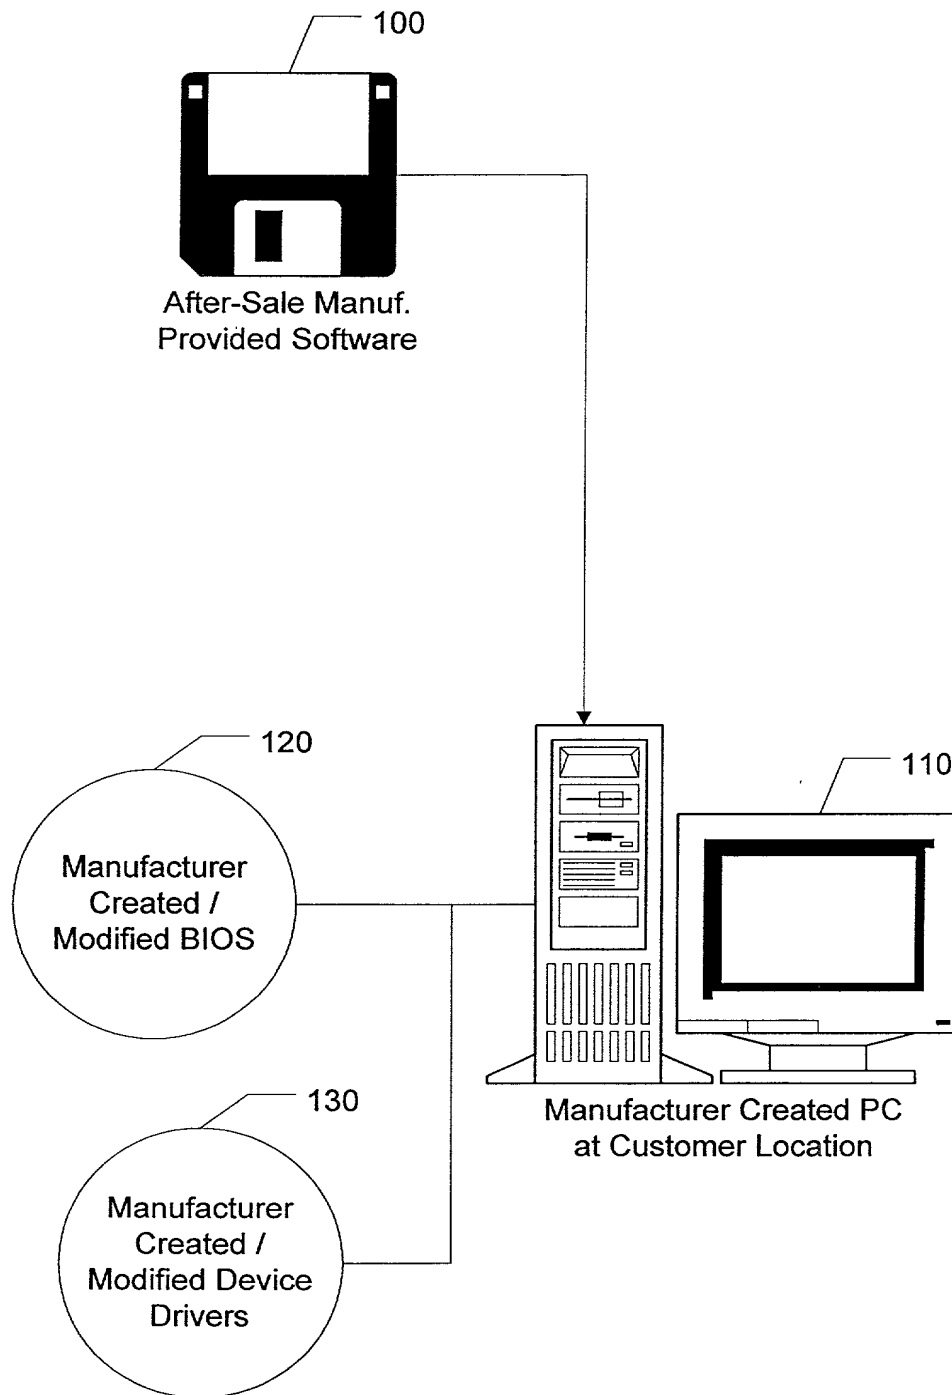 100
After-Sale Manuf.
Provided Software
120
110
Manufacturer
Created /
Modified BIOS
130
Manufacturer Created PC
at Customer Location
Manufacturer
Created /
Modified Device
Drivers